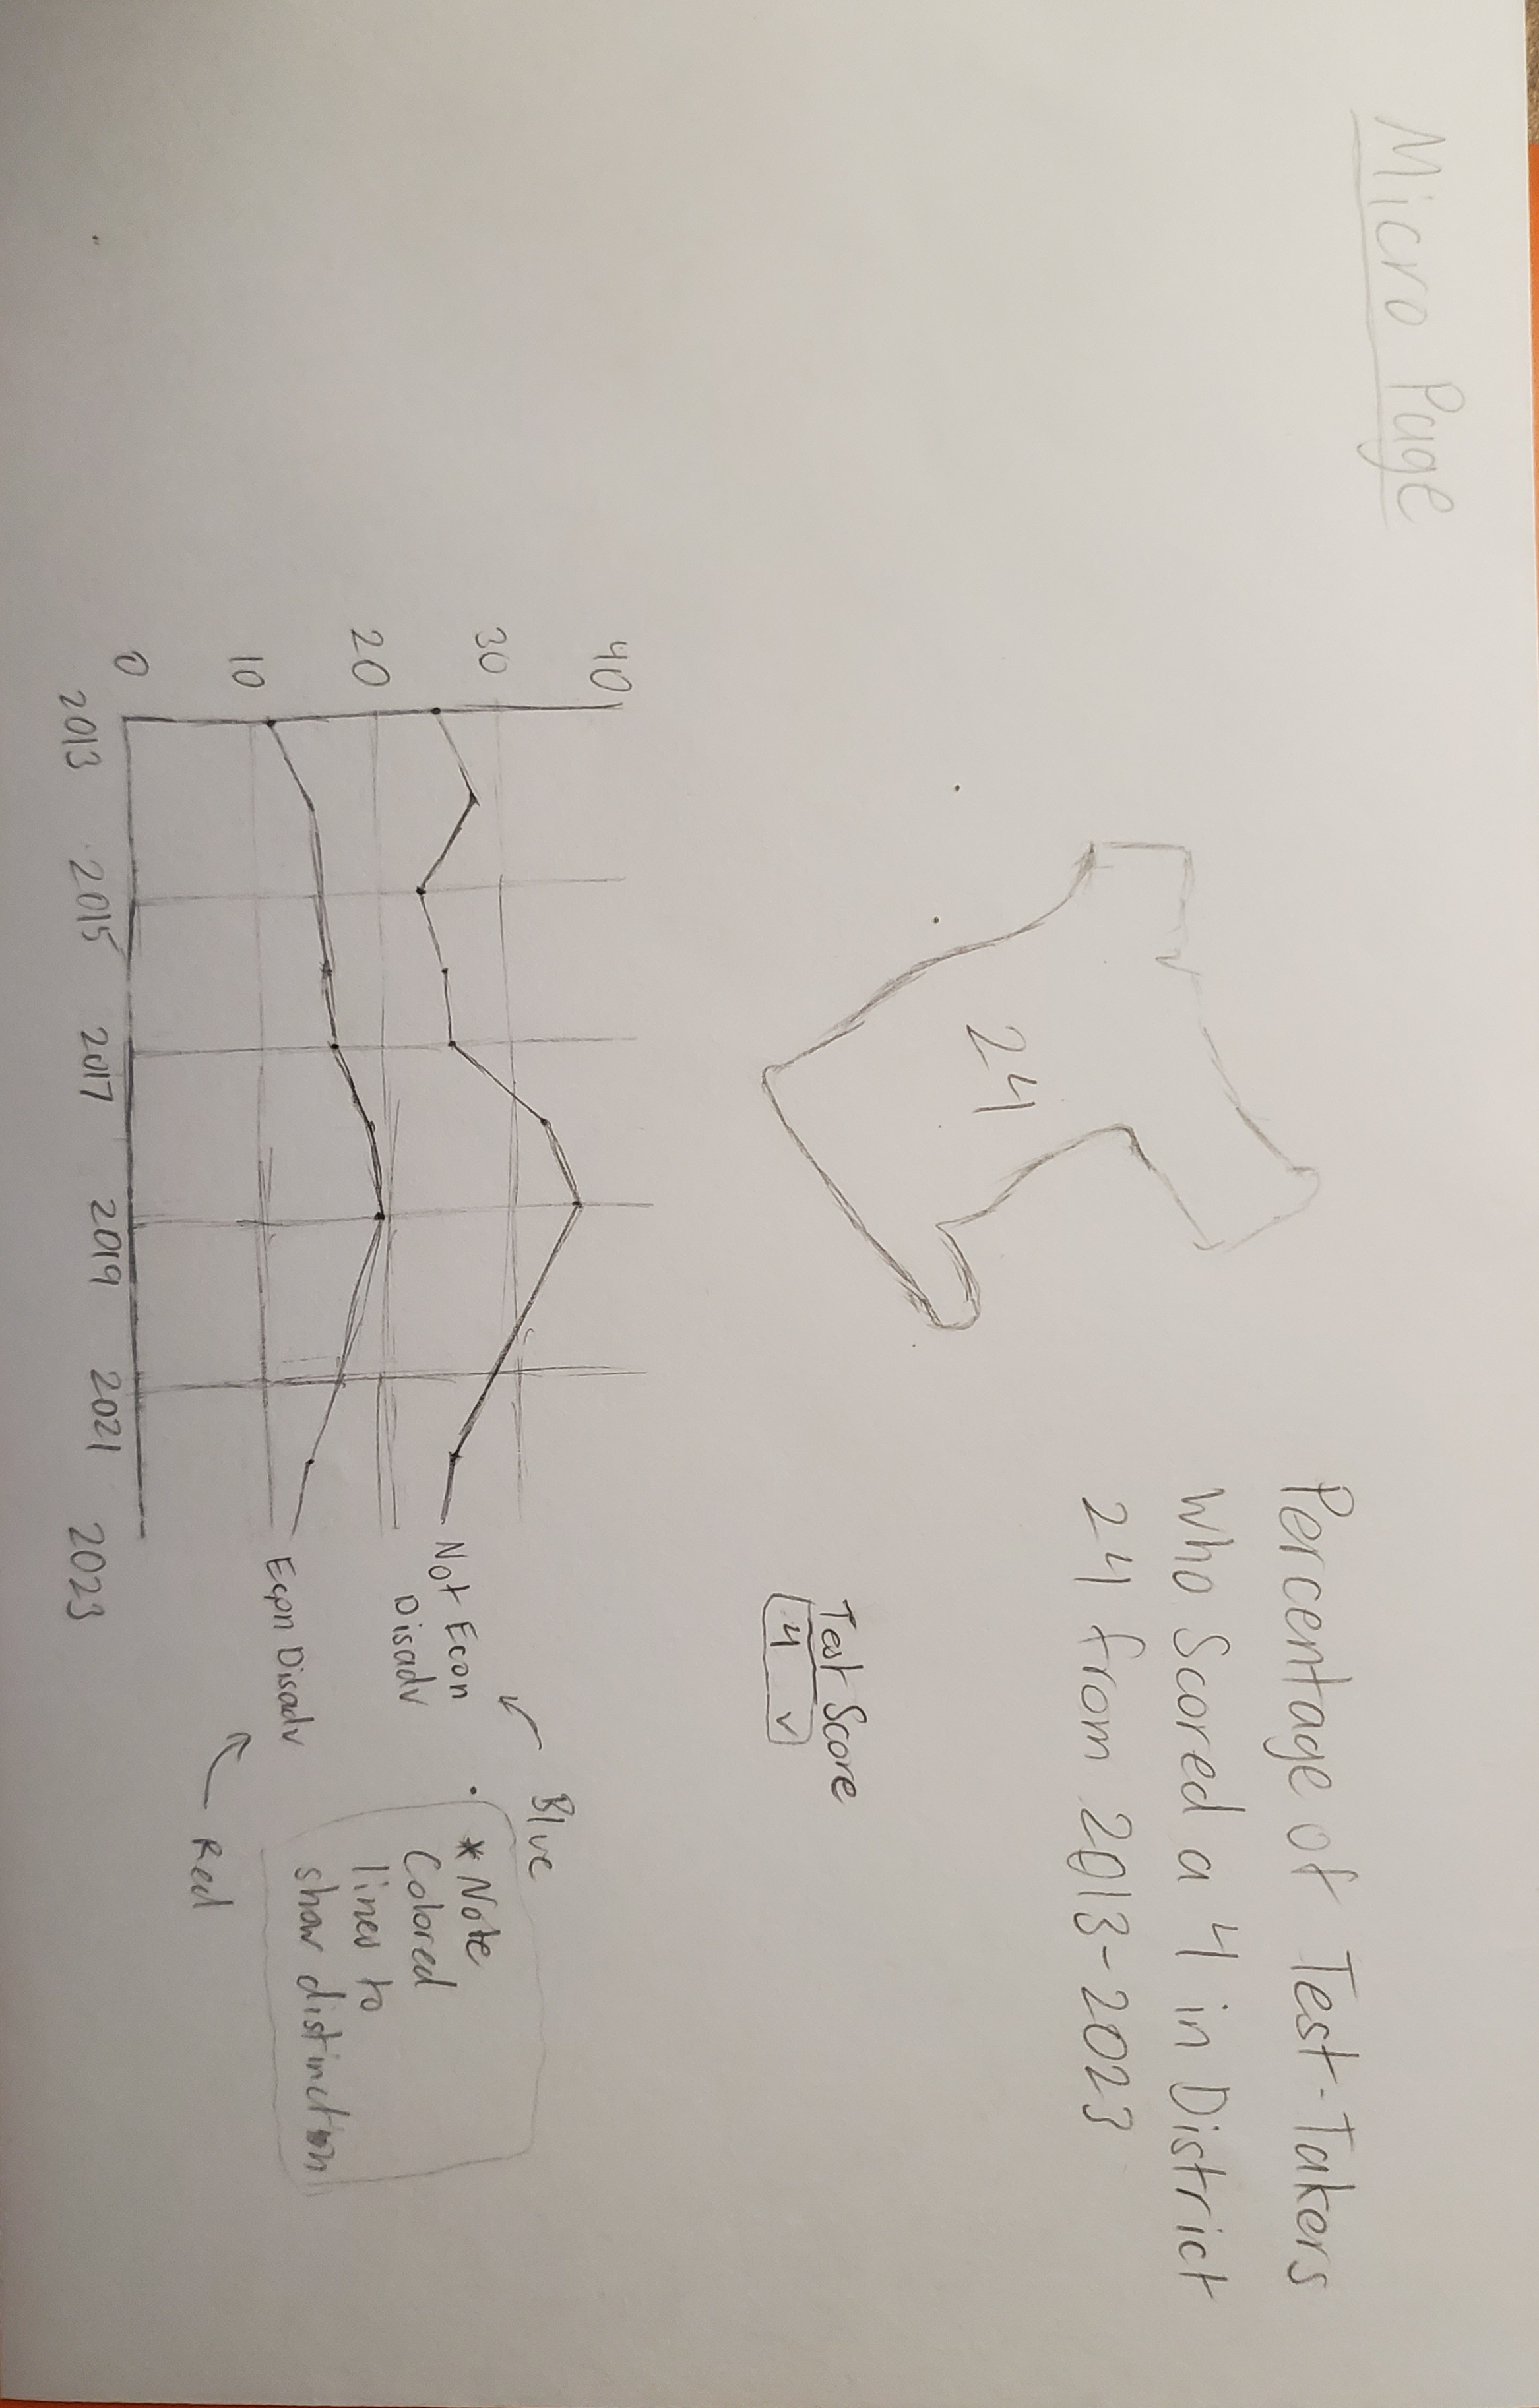 Micro Page
Percentage of Test-Takers
Who Scored a 4 in District
24 from 2013-2023
24
Test Score
4
40
30
20
10
0
2013 2015 2017 2019 2021 2023
Blue
Not Econ
Disadv
Econ Disadv
Red
* Note
Colored
lines to
show distinction